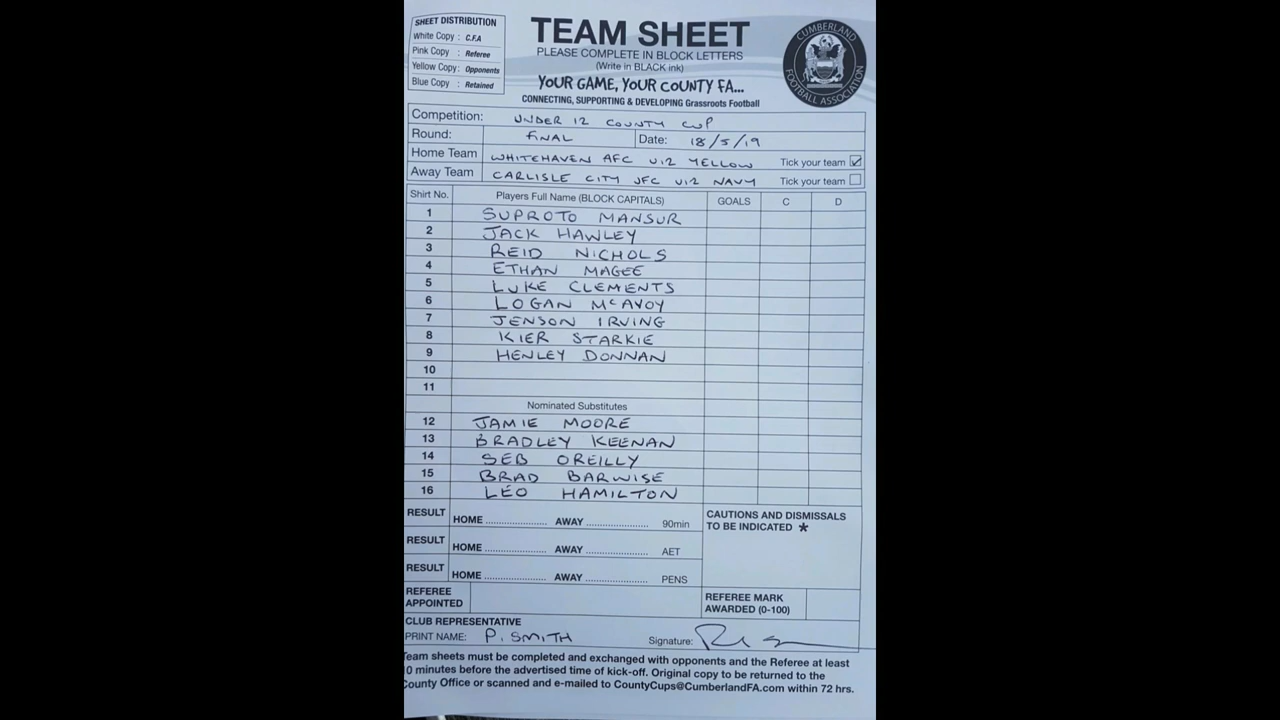 SHEET DISTRIBUTION
White Copy : C.F.A
Pink Copy : Referee
Yellow Copy : Opponents
Blue Copy : Retained
TEAM SHEET
PLEASE COMPLETE IN BLOCK LETTERS
(Write in BLACK ink)
YOUR GAME, YOUR COUNTY FA...
CONNECTING, SUPPORTING & DEVELOPING Grassroots Football
CUMBERLAND
FOOTBALL ASSOCIATION
Competition: UNDER 12 COUNTY CUP
Round: FINAL Date: 18/5/19
Home Team WHITEHAVEN AFC U12 YELLOW Tick your team ✓
Away Team CARLISLE CITY JFC U12 NAVY Tick your team
Shirt No. Players Full Name (BLOCK CAPITALS) GOALS C D
1 SUPROTO MANSUR
2 JACK HAWLEY
3 REID NICHOLS
4 ETHAN MAGEE
5 LUKE CLEMENTS
6 LOGAN McAVOY
7 JENSON IRVING
8 KIER STARKIE
9 HENLEY DONNAN
10
11
Nominated Substitutes
12 JAMIE MOORE
13 BRADLEY KEENAN
14 SEB OREILLY
15 BRAD BARWISE
16 LEO HAMILTON
RESULT HOME ..................... AWAY ..................... 90min
CAUTIONS AND DISMISSALS
TO BE INDICATED *
RESULT HOME ..................... AWAY ..................... AET
RESULT HOME ..................... AWAY ..................... PENS
REFEREE
APPOINTED
REFEREE MARK
AWARDED (0-100)
CLUB REPRESENTATIVE
PRINT NAME: P. SMITH Signature:
Team sheets must be completed and exchanged with opponents and the Referee at least
0 minutes before the advertised time of kick-off. Original copy to be returned to the
County Office or scanned and e-mailed to CountyCups@CumberlandFA.com within 72 hrs.